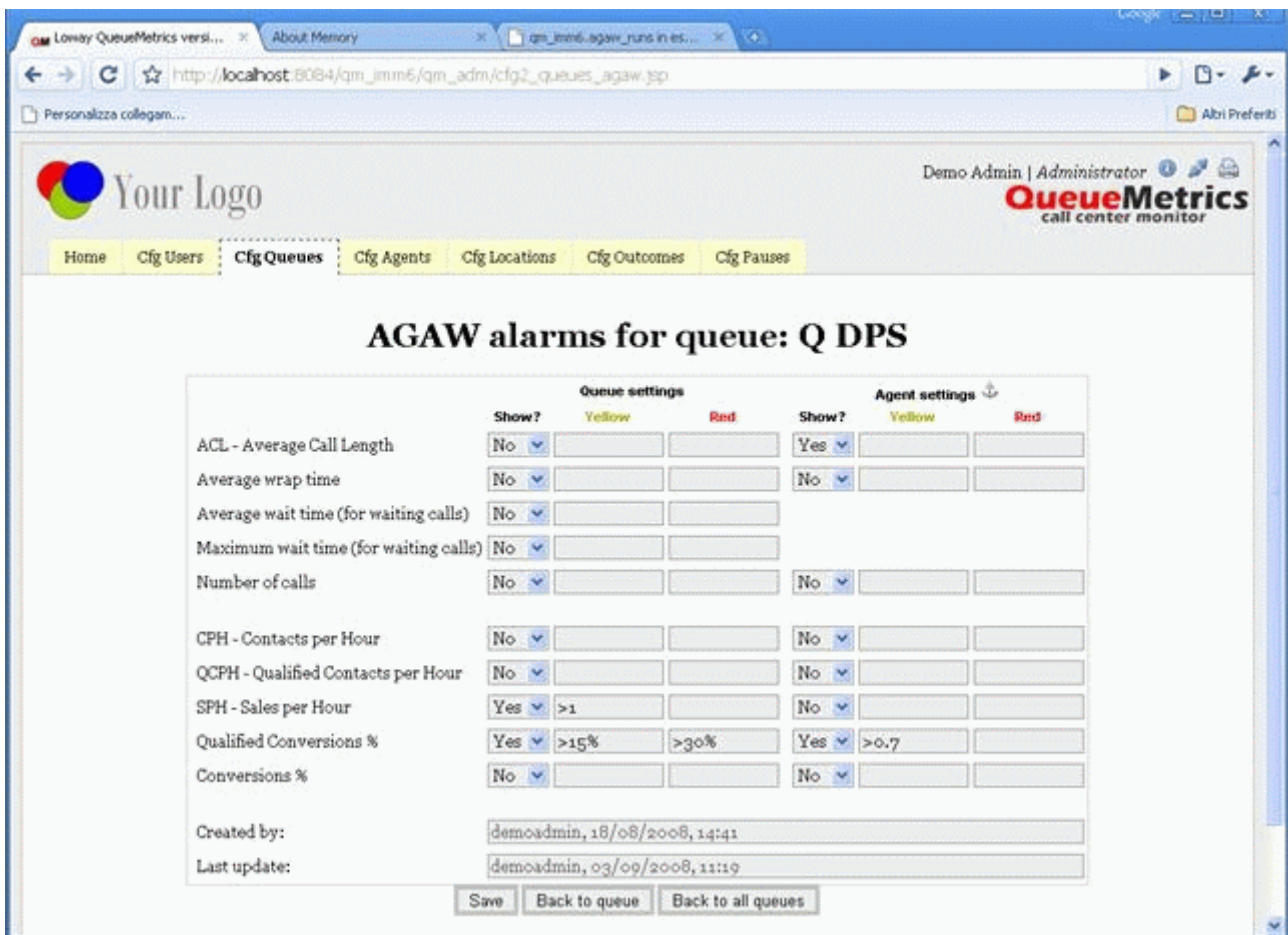 Google
Loway QueueMetrics versi...
About Memory
qm_imm6.agaw_runs in es...
http://localhost:8084/qm_imm6/qm_adm/cfg2_queues_agaw.jsp
Personalizza collegam...
Altri Preferiti
Your Logo
Demo Admin | Administrator
QueueMetrics
call center monitor
Home Cfg Users Cfg Queues Cfg Agents Cfg Locations Cfg Outcomes Cfg Pauses
AGAW alarms for queue: Q DPS
Queue settings Agent settings
Show? Yellow Red Show? Yellow Red
ACL - Average Call Length No Yes
Average wrap time No No
Average wait time (for waiting calls) No
Maximum wait time (for waiting calls) No
Number of calls No No
CPH - Contacts per Hour No No
QCPH - Qualified Contacts per Hour No No
SPH - Sales per Hour Yes >1 No
Qualified Conversions % Yes >15% >30% Yes >0.7
Conversions % No No
Created by: demoadmin, 18/08/2008, 14:41
Last update: demoadmin, 03/09/2008, 11:19
Save Back to queue Back to all queues